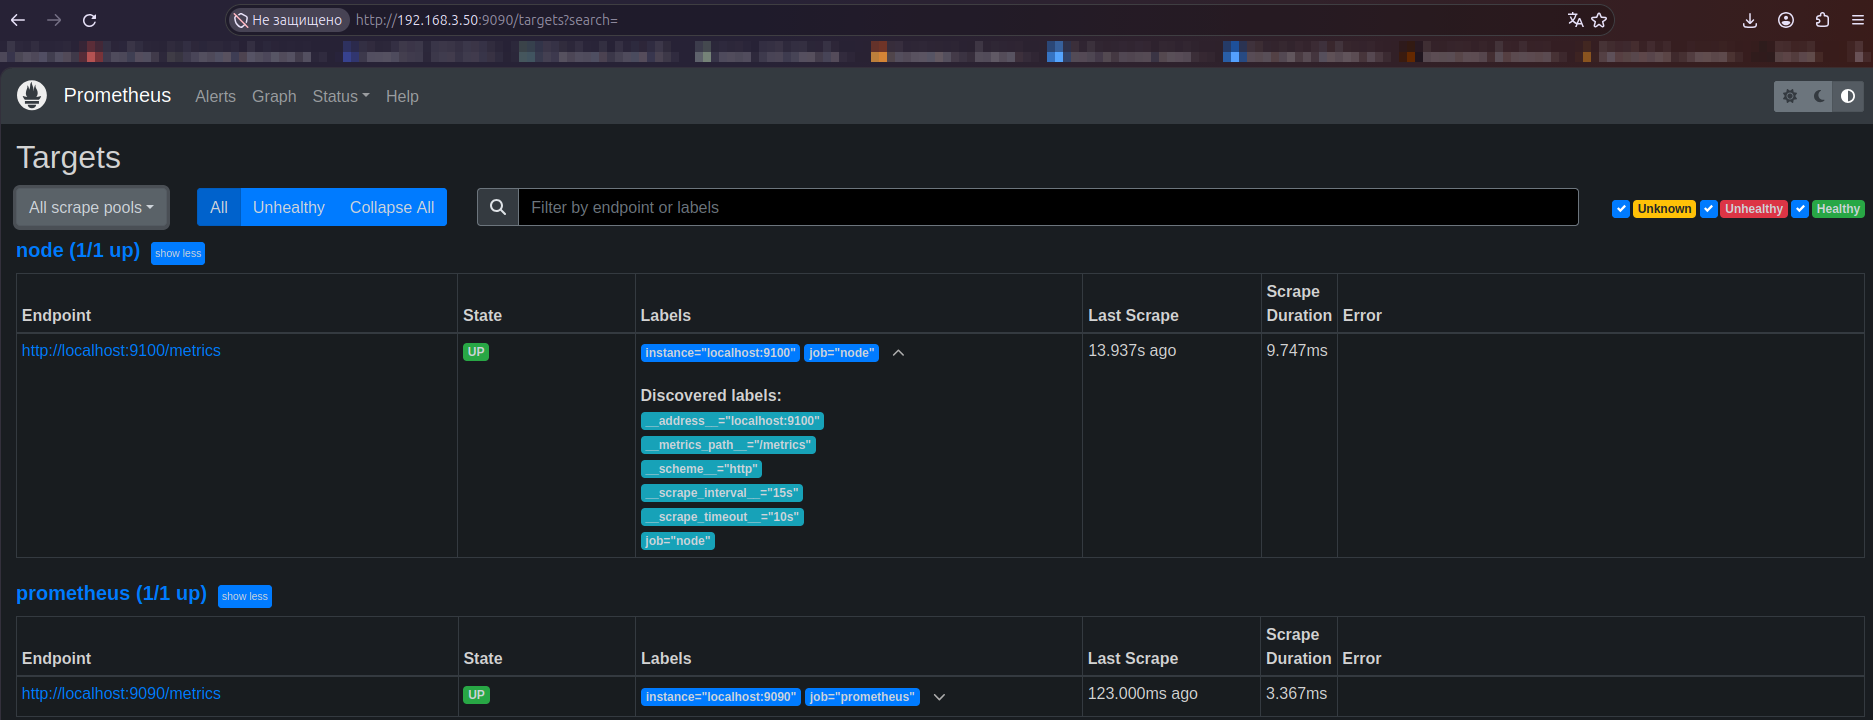 Не защищено http://192.168.3.50:9090/targets?search=
Prometheus Alerts Graph Status Help
Targets
All scrape pools All Unhealthy Collapse All Filter by endpoint or labels Unknown Unhealthy Healthy
node (1/1 up) show less
Endpoint State Labels Last Scrape Scrape Duration Error
http://localhost:9100/metrics UP instance="localhost:9100" job="node" 13.937s ago 9.747ms
Discovered labels:
__address__="localhost:9100"
__metrics_path__="/metrics"
__scheme__="http"
__scrape_interval__="15s"
__scrape_timeout__="10s"
job="node"
prometheus (1/1 up) show less
Endpoint State Labels Last Scrape Scrape Duration Error
http://localhost:9090/metrics UP instance="localhost:9090" job="prometheus" 123.000ms ago 3.367ms